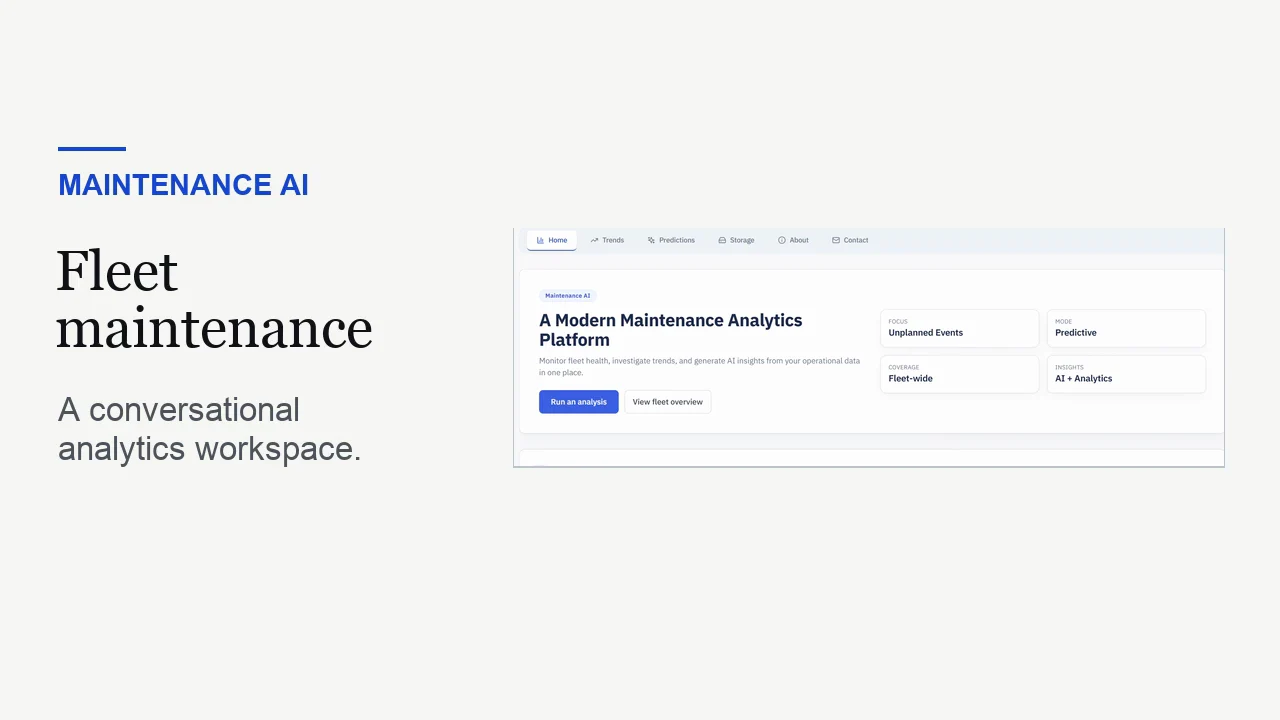 MAINTENANCE AI
Fleet
maintenance
A conversational
analytics workspace.
Home
Trends
Predictions
Storage
About
Contact
Maintenance AI
A Modern Maintenance Analytics
Platform
Monitor fleet health, investigate trends, and generate AI insights from your operational data
in one place.
Run an analysis
View fleet overview
FOCUS
Unplanned Events
MODE
Predictive
COVERAGE
Fleet-wide
INSIGHTS
AI + Analytics